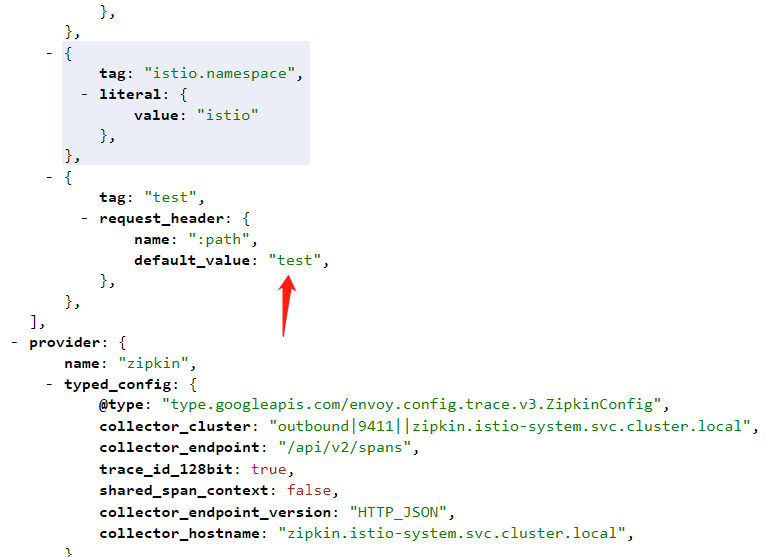 },
},
- {
tag: "istio.namespace",
- literal: {
value: "istio"
},
},
- {
tag: "test",
- request_header: {
name: ":path",
default_value: "test",
},
},
],
- provider: {
name: "zipkin",
- typed_config: {
@type: "type.googleapis.com/envoy.config.trace.v3.ZipkinConfig",
collector_cluster: "outbound|9411||zipkin.istio-system.svc.cluster.local",
collector_endpoint: "/api/v2/spans",
trace_id_128bit: true,
shared_span_context: false,
collector_endpoint_version: "HTTP_JSON",
collector_hostname: "zipkin.istio-system.svc.cluster.local",
}